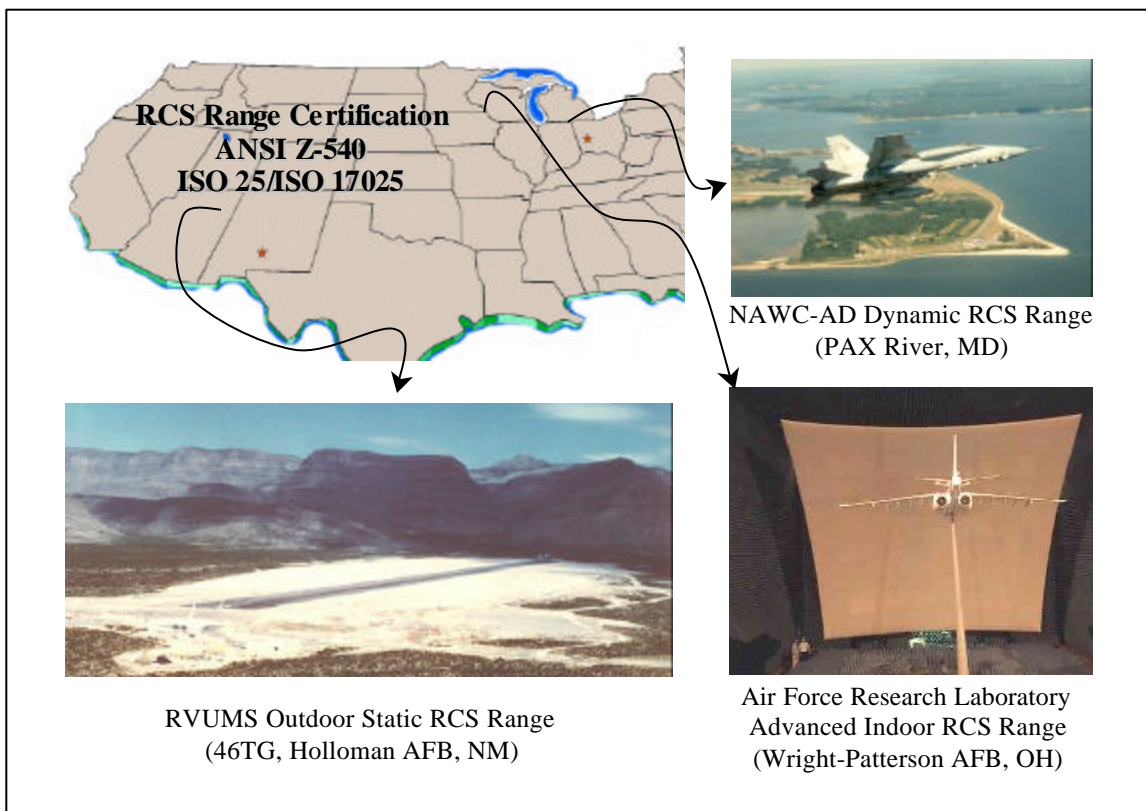 RCS Range Certification
ANSI Z-540
ISO 25/ISO 17025
NAWC-AD Dynamic RCS Range
(PAX River, MD)
RVUMS Outdoor Static RCS Range
(46TG, Holloman AFB, NM)
Air Force Research Laboratory
Advanced Indoor RCS Range
(Wright-Patterson AFB, OH)